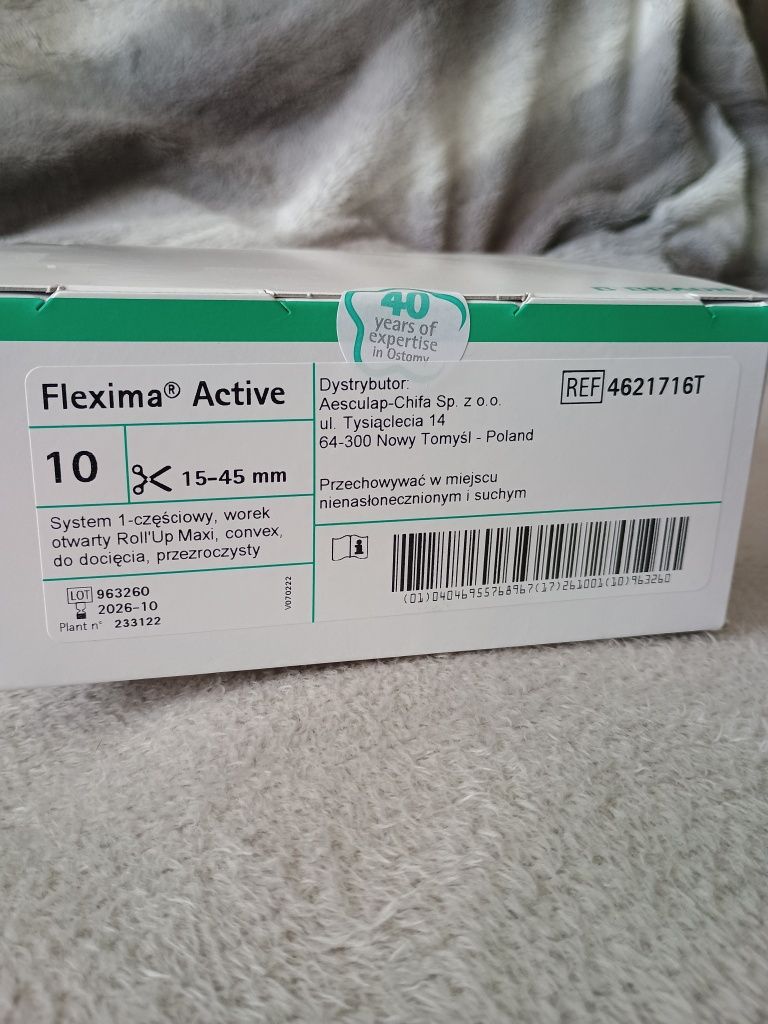 B BRAUN
40
years of
expertise
in Ostomy
Flexima® Active
10
15-45 mm
System 1-częściowy, worek
otwarty Roll'Up Maxi, convex,
do docięcia, przezroczysty
LOT 963260
2026-10
Plant n° 233122
V070222
Dystrybutor:
Aesculap-Chifa Sp. z o.o.
ul. Tysiąclecia 14
64-300 Nowy Tomyśl - Poland
Przechowywać w miejscu
nienasłonecznionym i suchym
REF 4621716T
i
(01)04046955768967(17)261001(10)963260